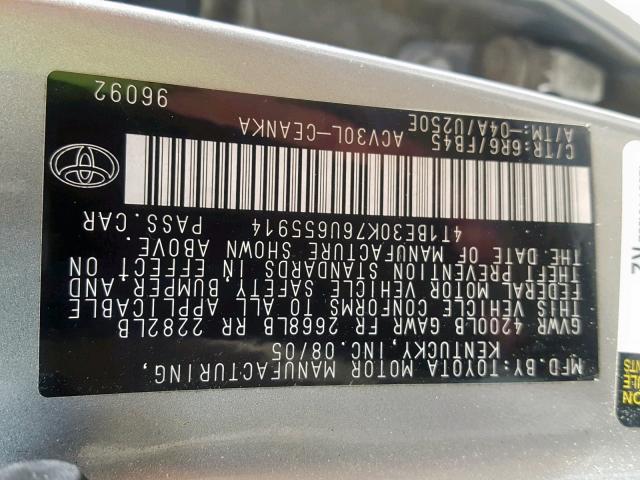 MFD.BY:TOYOTA MOTOR MANUFACTURING,
KENTUCKY,INC.08/05
GVWR 4200LB GAWR FR 2668LB RR 2282LB
THIS VEHICLE CONFORMS TO ALL APPLICABLE
FEDERAL MOTOR VEHICLE SAFETY,BUMPER,AND
THEFT PREVENTION STANDARDS IN EFFECT ON
THE DATE OF MANUFACTURE SHOWN ABOVE.
4T1BE30K76U655914 PASS.CAR
ACV30L-CEANKA 96092
C/TR:6R6/FB45
A/TM:-04A/U250E
AZ